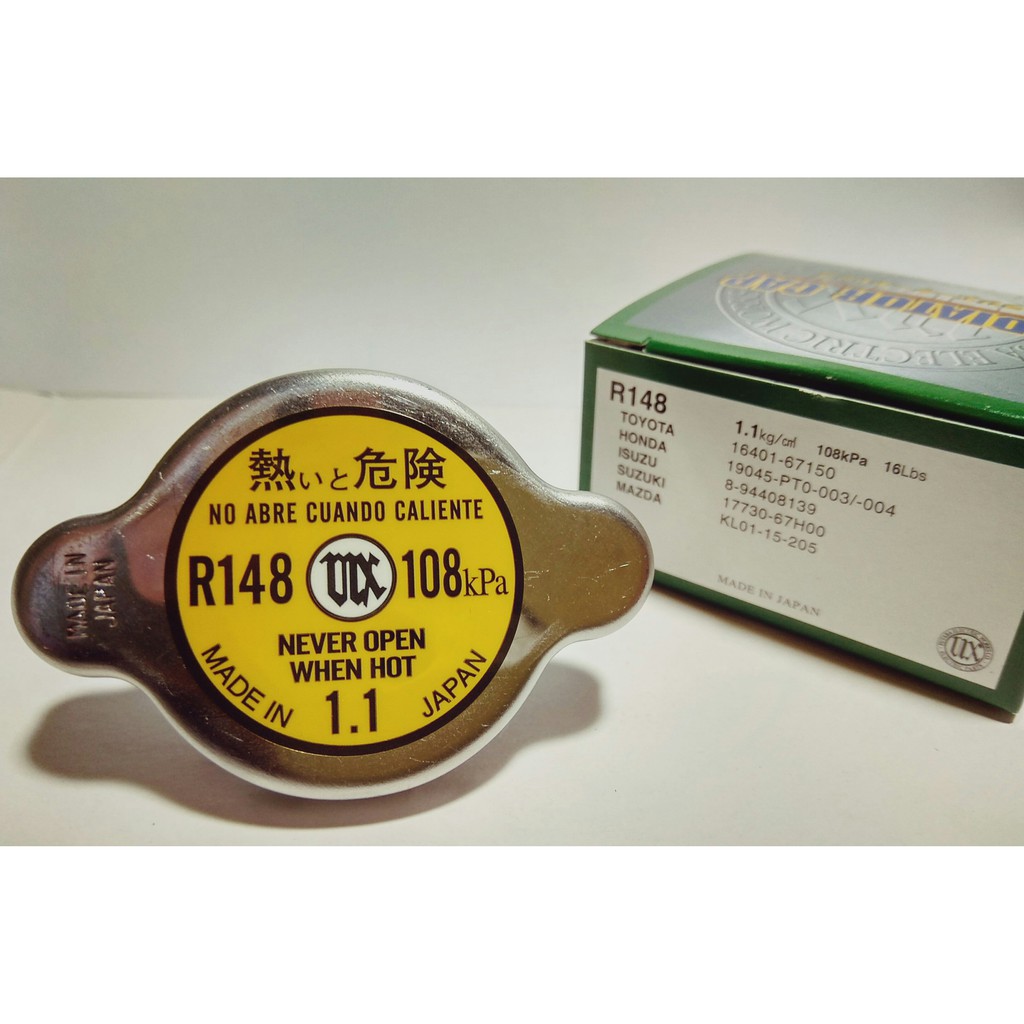 熱いと危険
NO ABRE CUANDO CALIENTE
R148
108kPa
NEVER OPEN
WHEN HOT
MADE IN
1.1
JAPAN
MADE IN
JAPAN
R148 1.1kg/c㎡ 108kPa 16Lbs
TOYOTA 16401-67150
HONDA 19045-PT0-003/-004
ISUZU 8-94408139
SUZUKI 17730-67H00
MAZDA KL01-15-205
MADE IN JAPAN
ELECTRIC